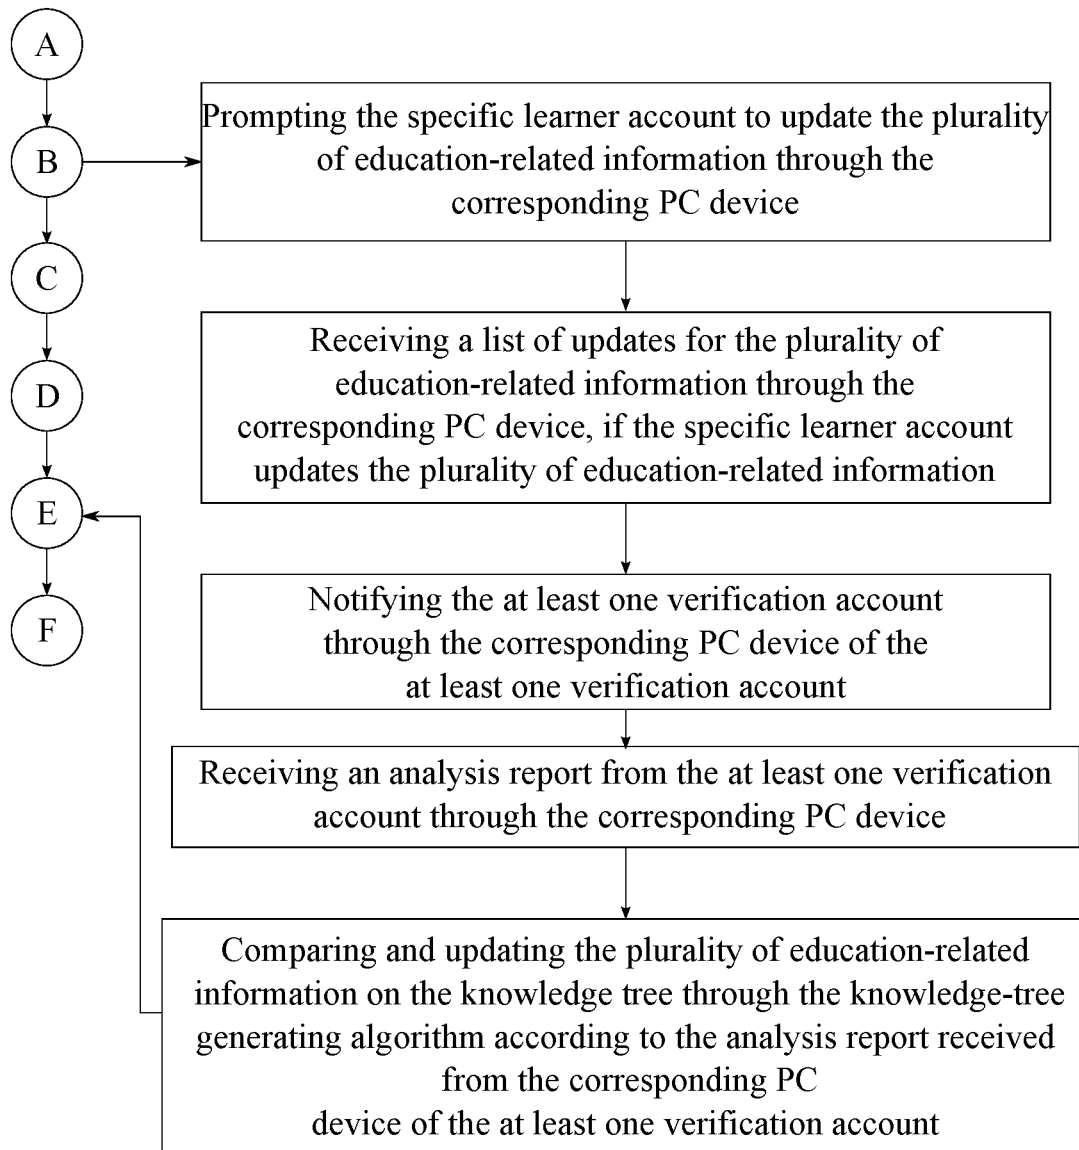 A
B
C
D
E
F
Prompting the specific learner account to update the plurality
of education-related information through the
corresponding PC device
Receiving a list of updates for the plurality of
education-related information through the
corresponding PC device, if the specific learner account
updates the plurality of education-related information
Notifying the at least one verification account
through the corresponding PC device of the
at least one verification account
Receiving an analysis report from the at least one verification
account through the corresponding PC device
Comparing and updating the plurality of education-related
information on the knowledge tree through the knowledge-tree
generating algorithm according to the analysis report received
from the corresponding PC
device of the at least one verification account